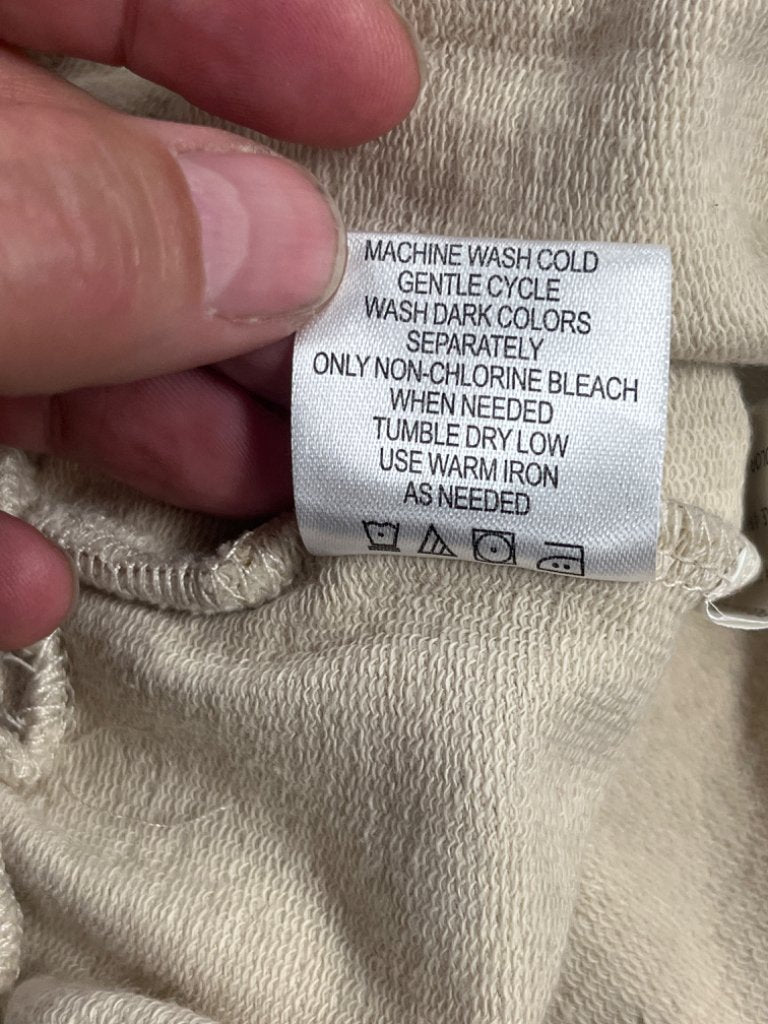 MACHINE WASH COLD
GENTLE CYCLE
WASH DARK COLORS
SEPARATELY
ONLY NON-CHLORINE BLEACH
WHEN NEEDED
TUMBLE DRY LOW
USE WARM IRON
AS NEEDED